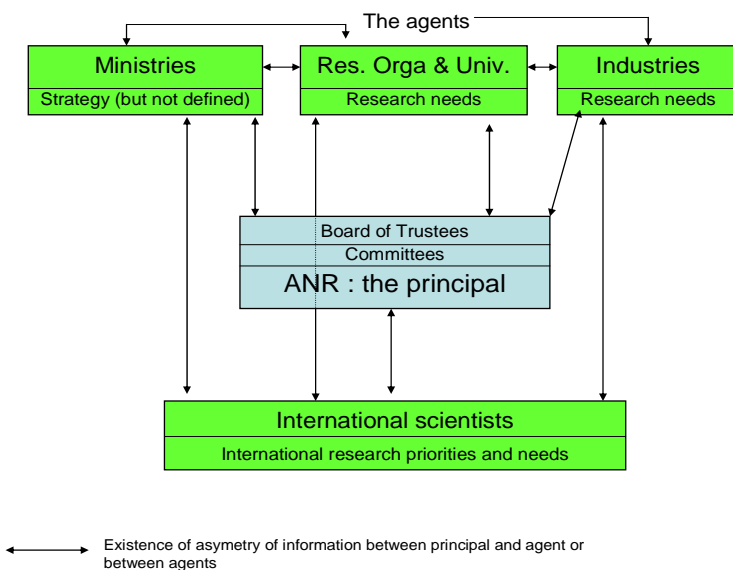 The agents
Ministries
Strategy (but not defined)
Res. Orga & Univ.
Research needs
Industries
Research needs
Board of Trustees
Committees
ANR : the principal
International scientists
International research priorities and needs
Existence of asymetry of information between principal and agent or
between agents